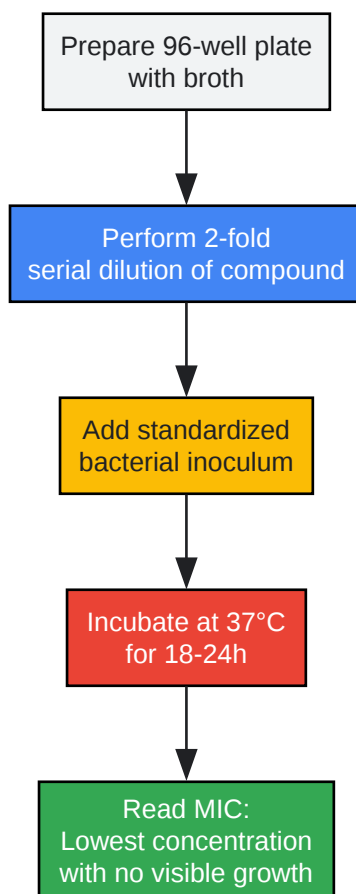 Prepare 96-well plate
with broth
Perform 2-fold
serial dilution of compound
Add standardized
bacterial inoculum
Incubate at 37°C
for 18-24h
Read MIC:
Lowest concentration
with no visible growth